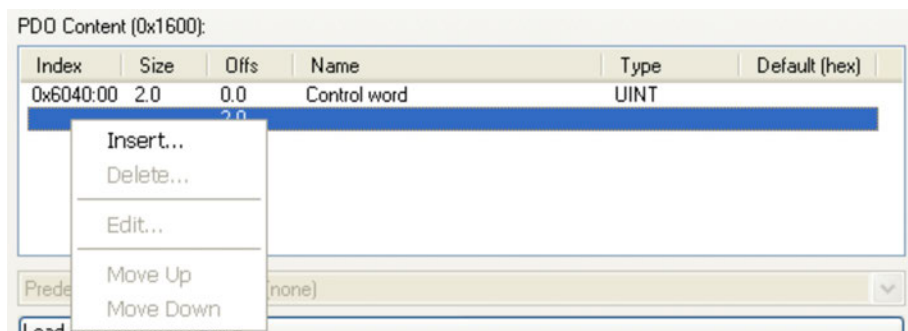 PDO Content (0x1600):
Index Size Offs Name Type Default (hex)
0x6040:00 2.0 0.0 Control word UINT
2.0
Insert...
Delete...
Edit...
Move Up
Prede (none)
Move Down
Load